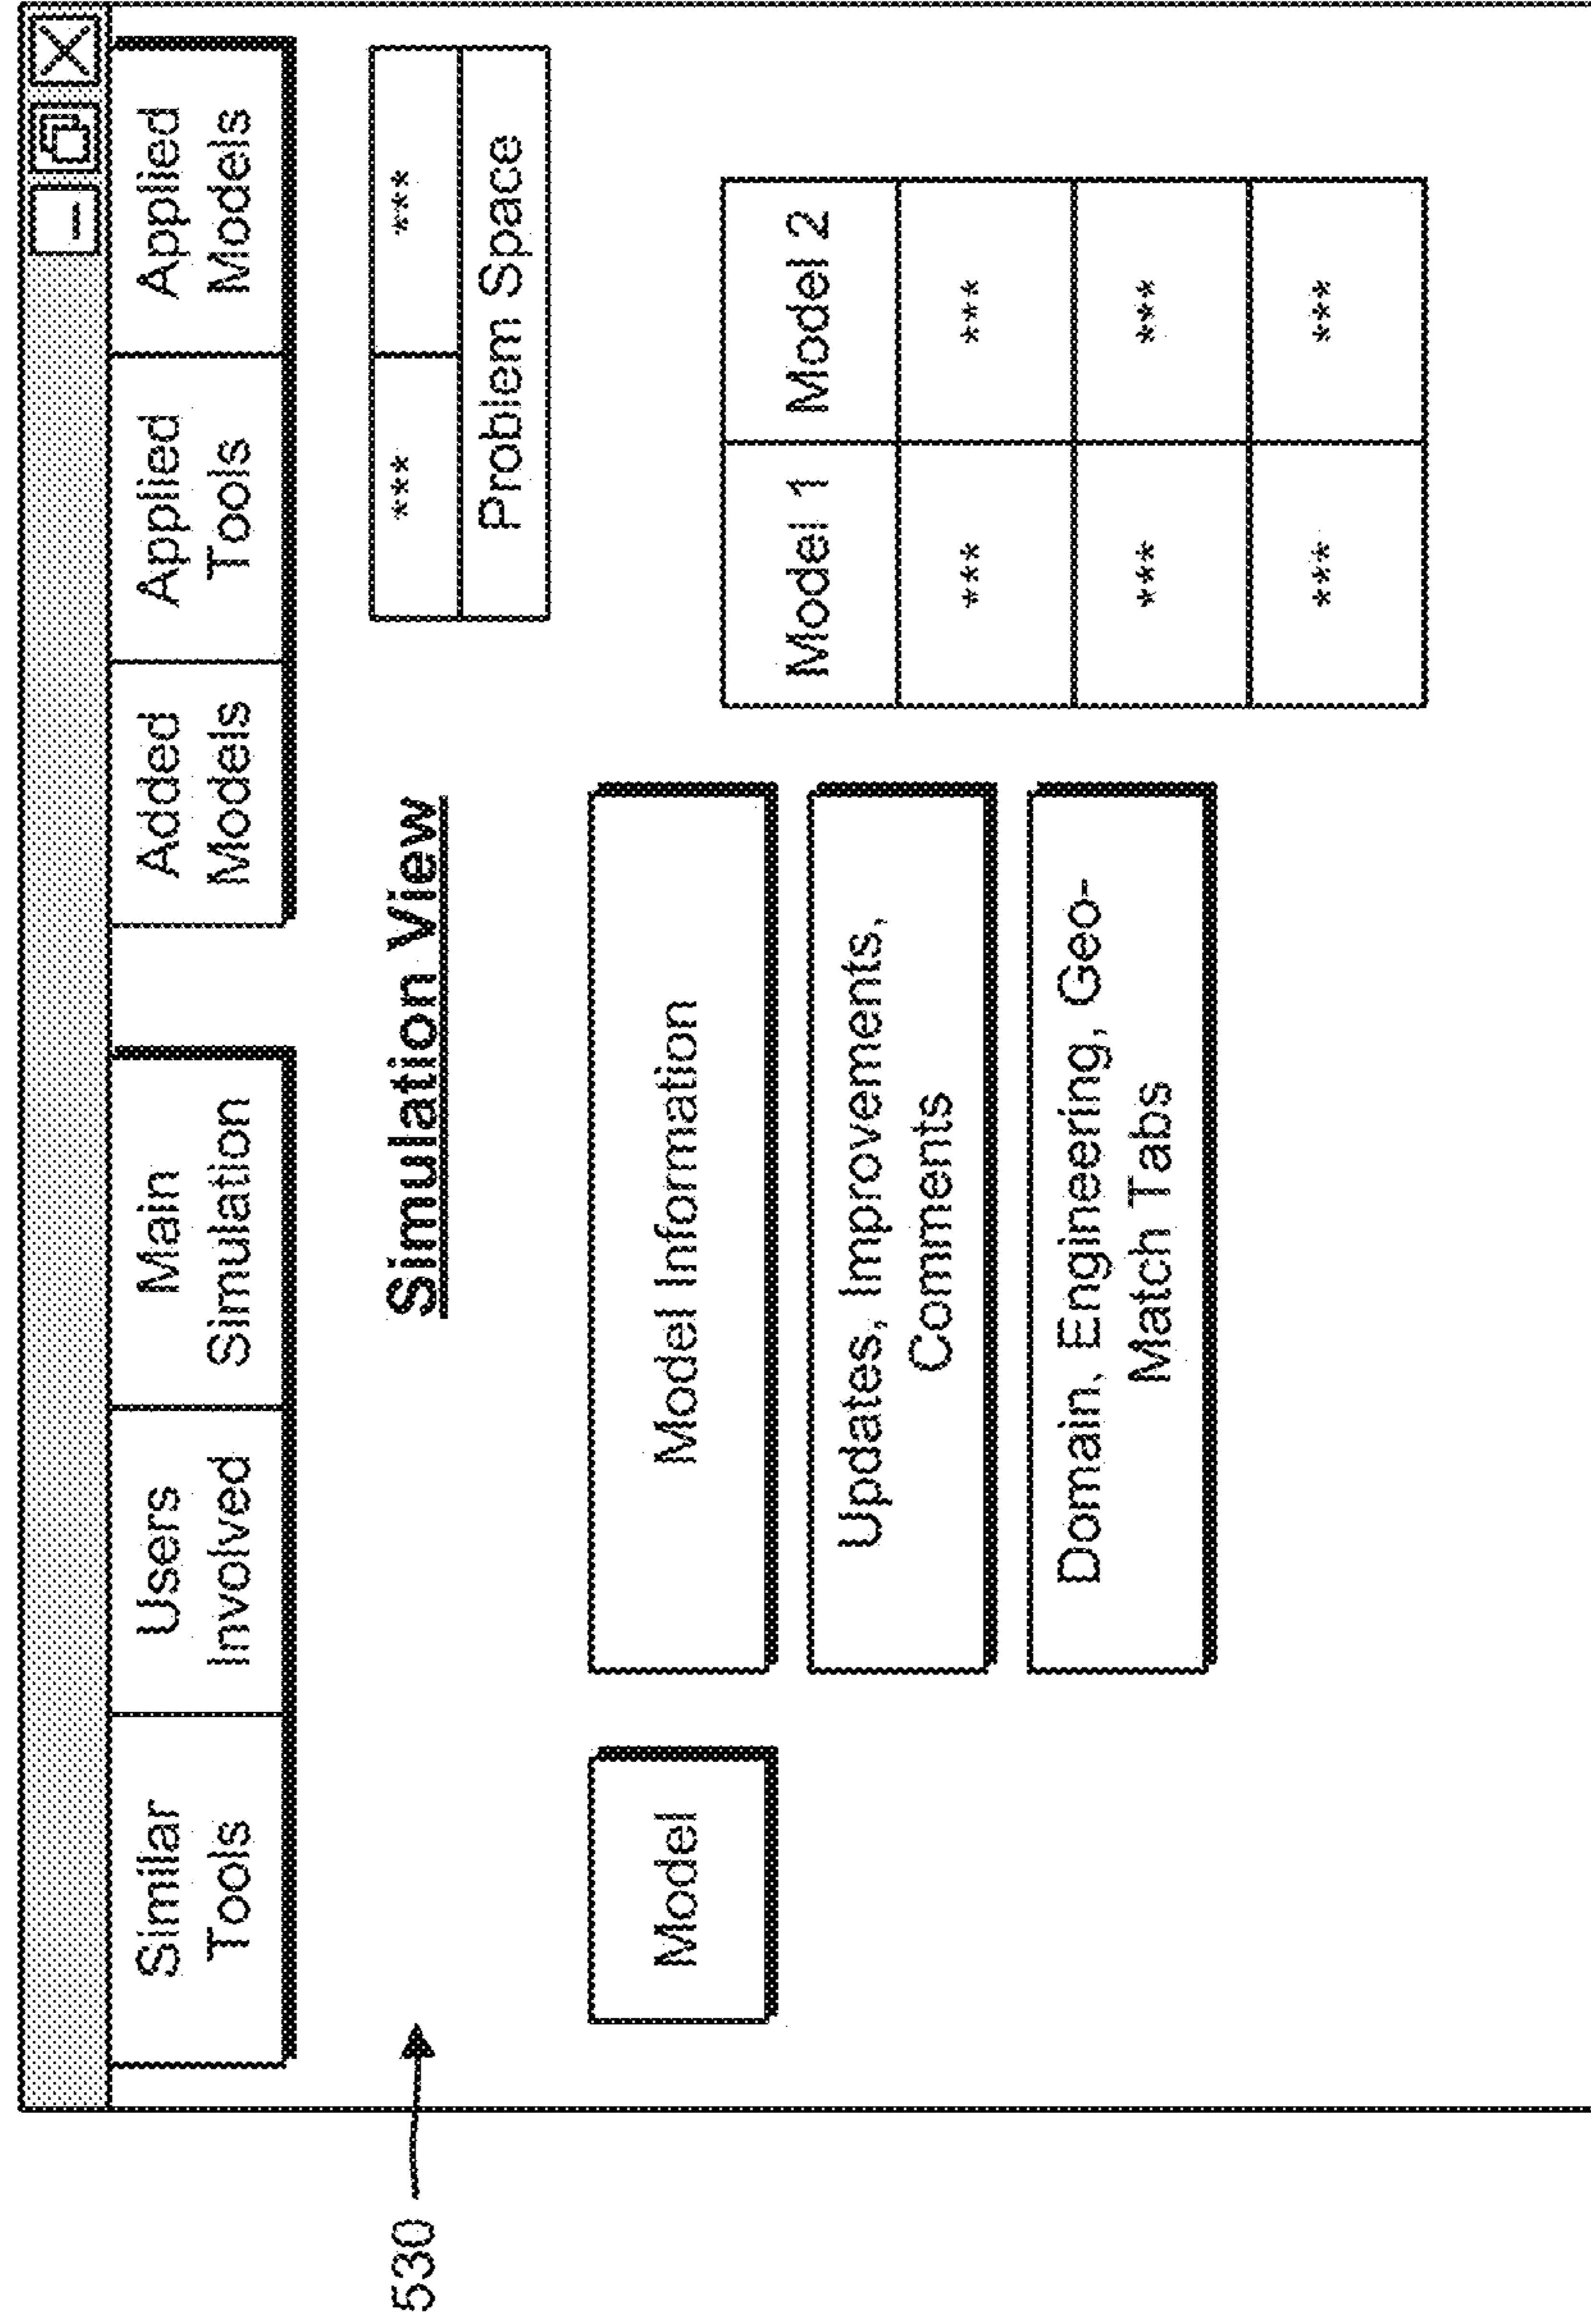 Similar
Tools
Users
Involved
Main
Simulation
Added
Models
Applied
Tools
Applied
Models
530
Simulation View
*** ***
Problem Space
Model
Model Information
Updates, Improvements,
Comments
Domain, Engineering, Geo-
Match Tabs
Model 1 Model 2
*** ***
*** ***
*** ***